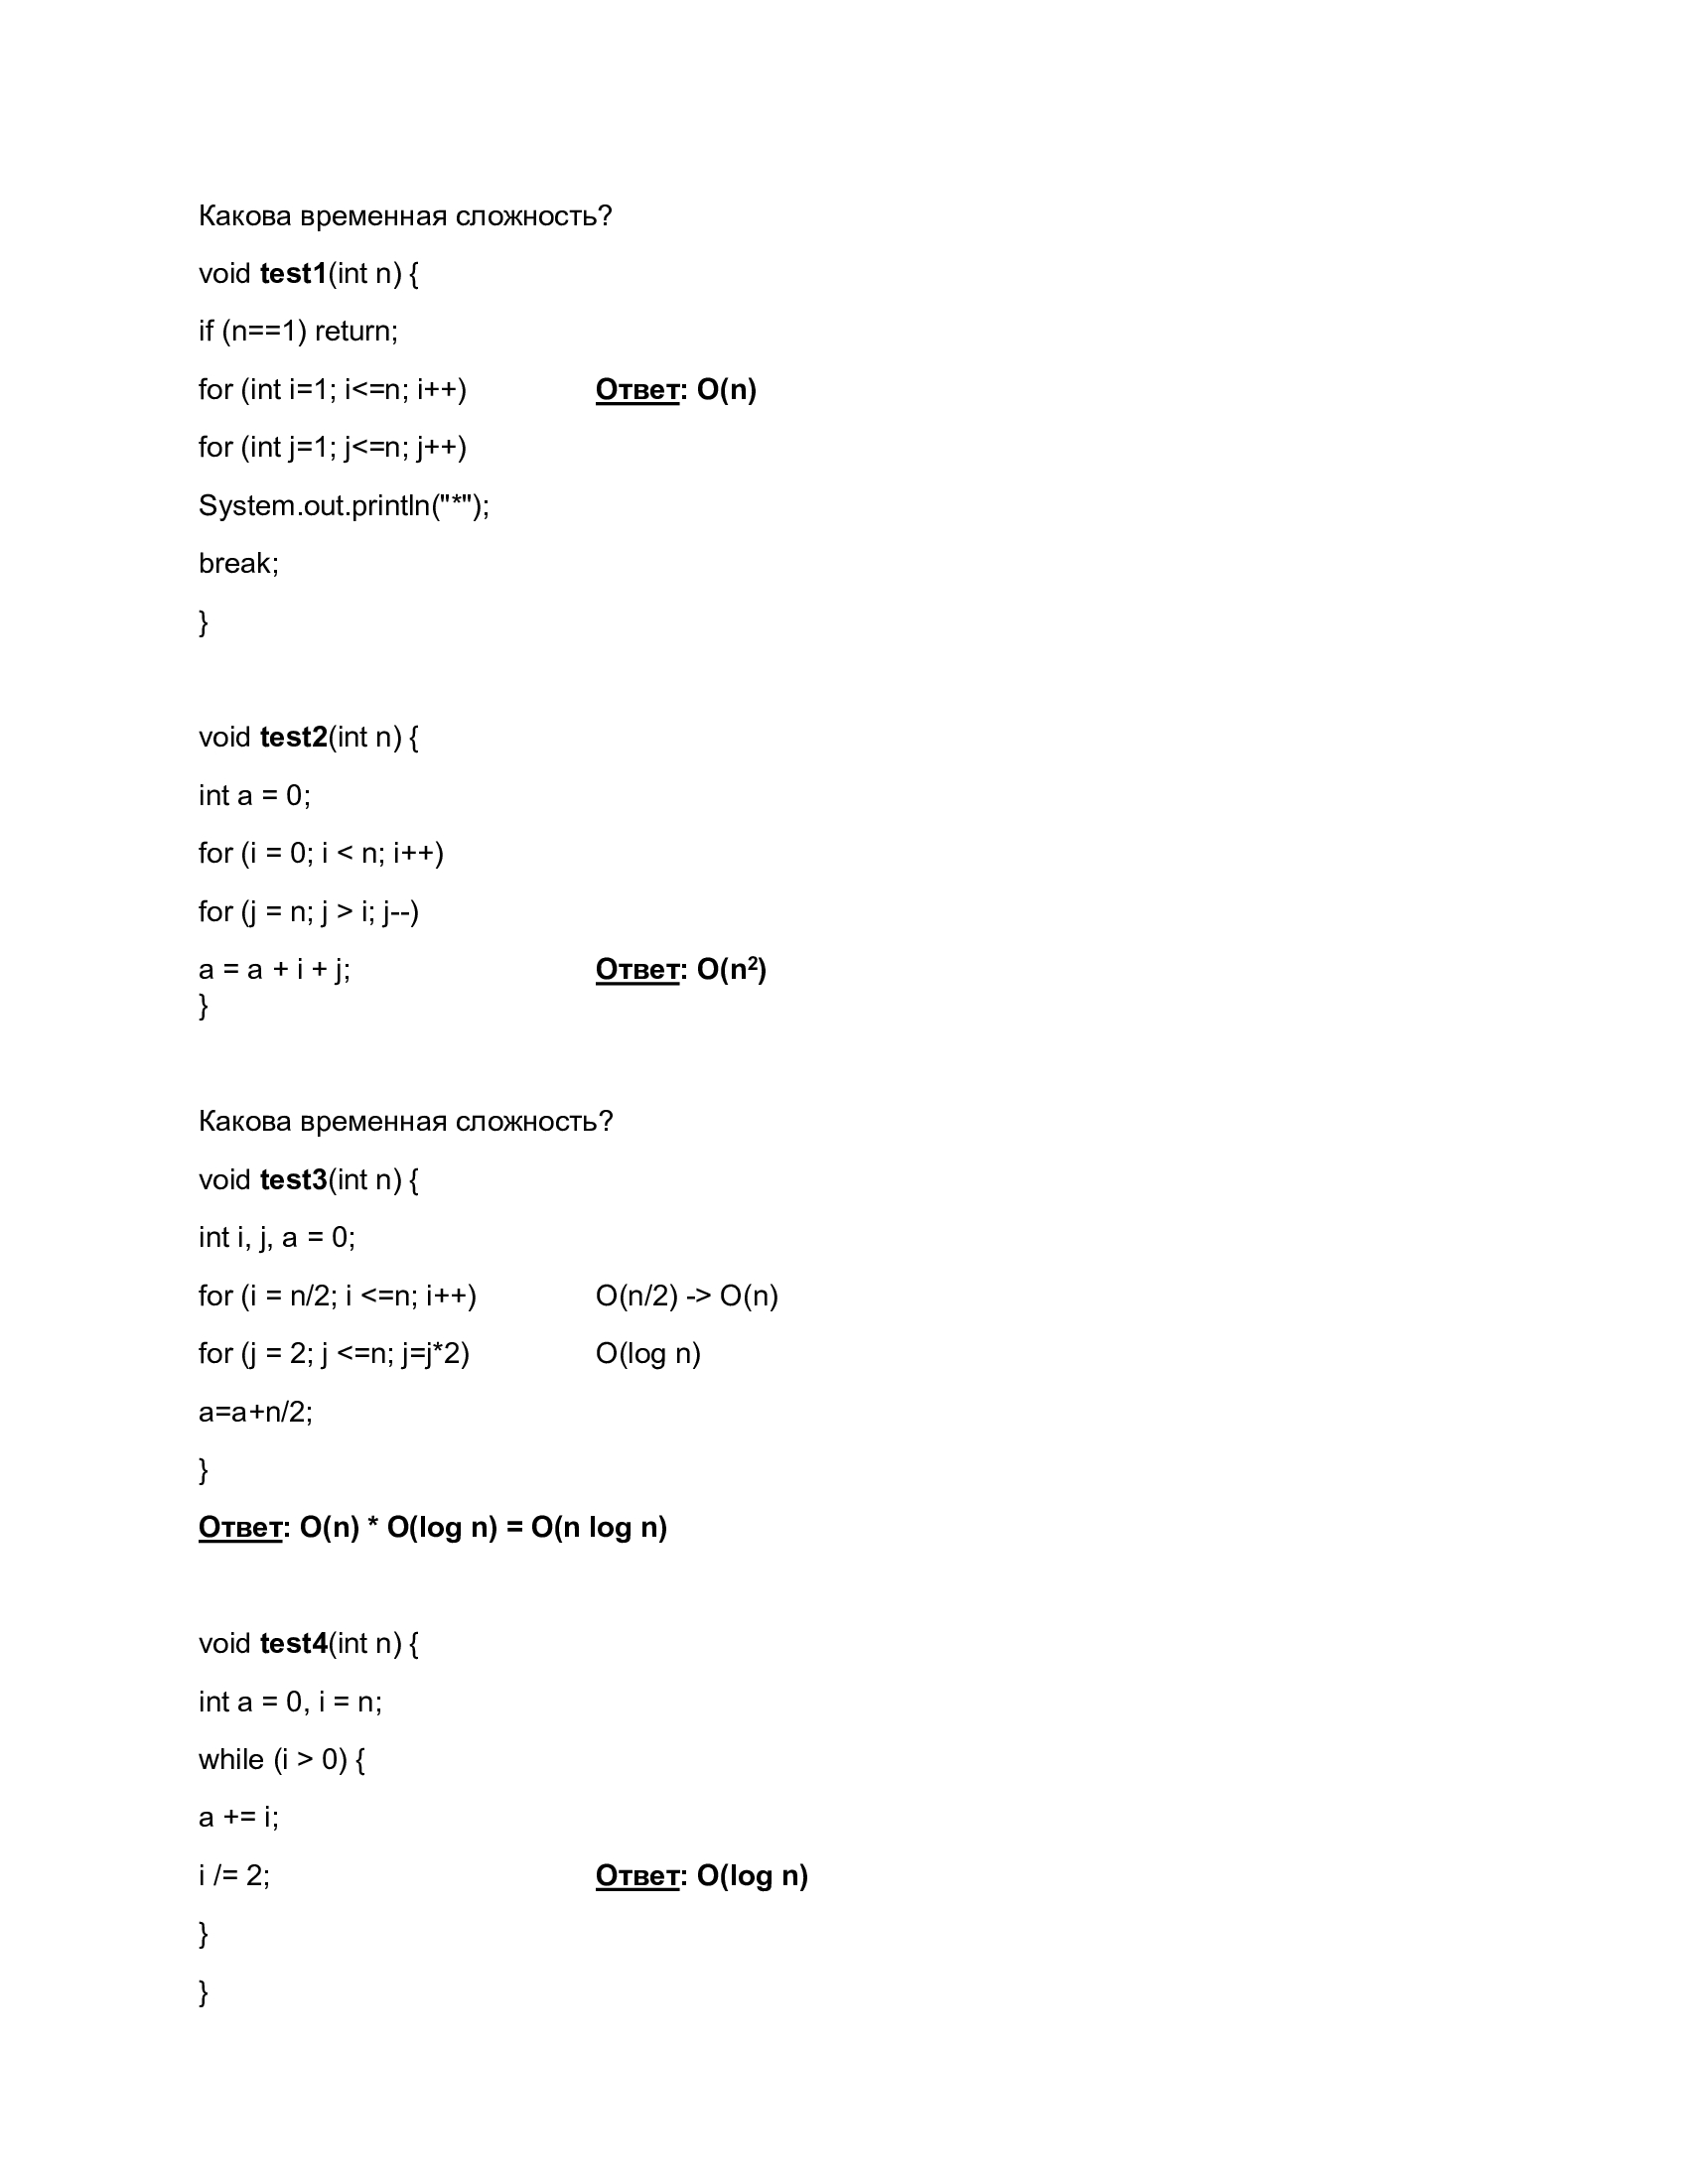 Какова временная сложность?
void test1(int n) {
if (n==1) return;
for (int i=1; i<=n; i++) Ответ: O(n)
for (int j=1; j<=n; j++)
System.out.println("*");
break;
}
void test2(int n) {
int a = 0;
for (i = 0; i < n; i++)
for (j = n; j > i; j--)
a = a + i + j; Ответ: O(n²)
}
Какова временная сложность?
void test3(int n) {
int i, j, a = 0;
for (i = n/2; i <=n; i++) O(n/2) -> O(n)
for (j = 2; j <=n; j=j*2) O(log n)
a=a+n/2;
}
Ответ: O(n) * O(log n) = O(n log n)
void test4(int n) {
int a = 0, i = n;
while (i > 0) {
a += i;
i /= 2; Ответ: O(log n)
}
}